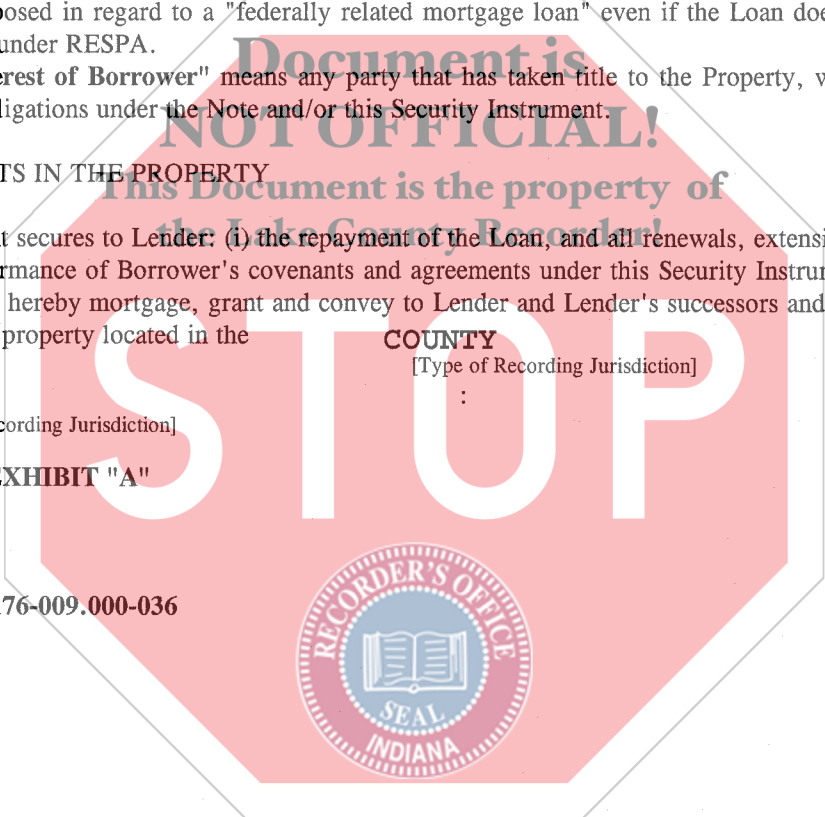 posed in regard to a "federally related mortgage loan" even if the Loan doe
under RESPA.
Document is
erest of Borrower" means any party that has taken title to the Property, w
ligations under the Note and/or this Security Instrument.
NOT OFFICIAL!
TS IN THE PROPERTY
This Document is the property of
the Lake County Recorder!
t secures to Lender: (i) the repayment of the Loan, and all renewals, extensi
rmance of Borrower's covenants and agreements under this Security Instrum
hereby mortgage, grant and convey to Lender and Lender's successors and
property located in the COUNTY
[Type of Recording Jurisdiction]
:
cording Jurisdiction]
STOP
EXHIBIT "A"
176-009.000-036
RECORDER'S OFFICE
SEAL
INDIANA